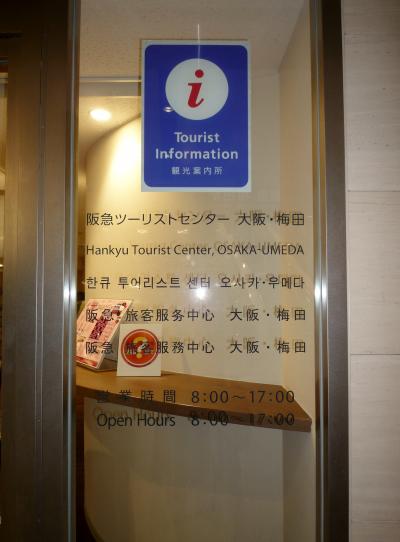 i
Tourist
Information
観光案内所
阪急ツーリストセンター 大阪・梅田
Hankyu Tourist Center, OSAKA-UMEDA
한큐 투어리스트 센터 오사카・우메다
阪急 旅客服务中心 大阪・梅田
阪急 旅客服務中心 大阪・梅田
?
営業時間 8:00～17:00
Open Hours 8:00～17:00